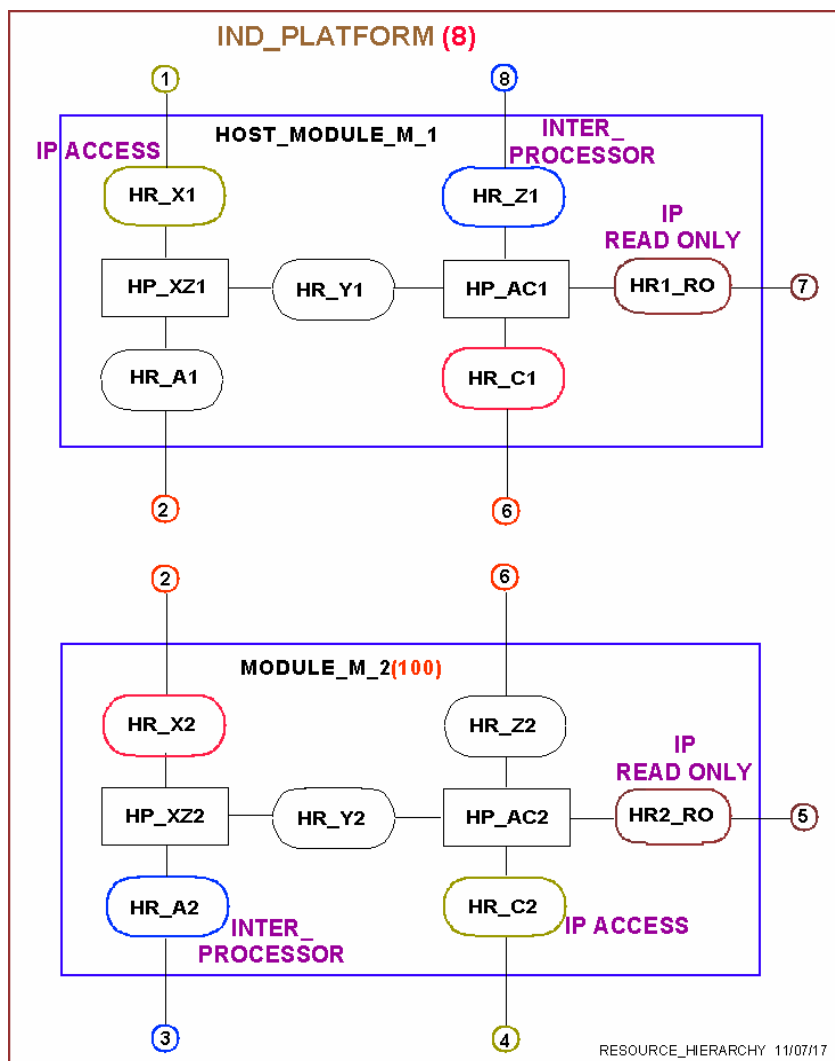 IND_PLATFORM (8)
1
8
HOST_MODULE_M_1
INTER_
PROCESSOR
IP ACCESS
HR_X1
HR_Z1
IP
READ ONLY
HP_XZ1
HR_Y1
HP_AC1
HR1_RO
7
HR_A1
HR_C1
2
6
2
6
MODULE_M_2(100)
HR_X2
HR_Z2
IP
READ ONLY
HP_XZ2
HR_Y2
HP_AC2
HR2_RO
5
HR_A2
INTER_
PROCESSOR
HR_C2
IP ACCESS
3
4
RESOURCE_HIERARCHY 11/07/17